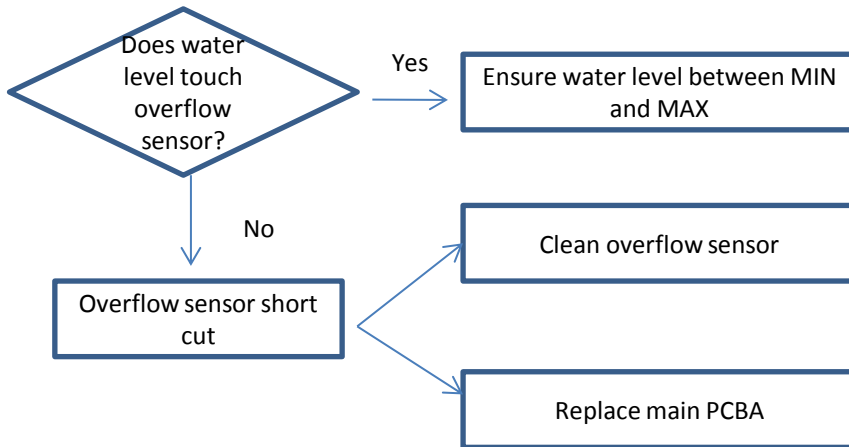 Does water
level touch
overflow
sensor?
Yes
Ensure water level between MIN
and MAX
No
Clean overflow sensor
Overflow sensor short
cut
Replace main PCBA